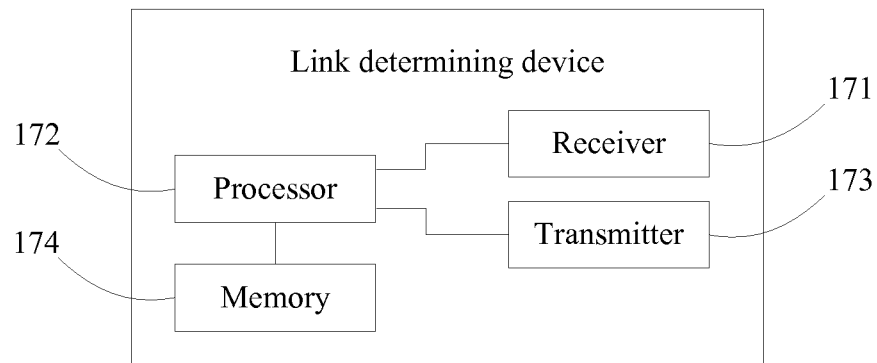 Link determining device
171
Receiver
172
Processor
173
Transmitter
174
Memory